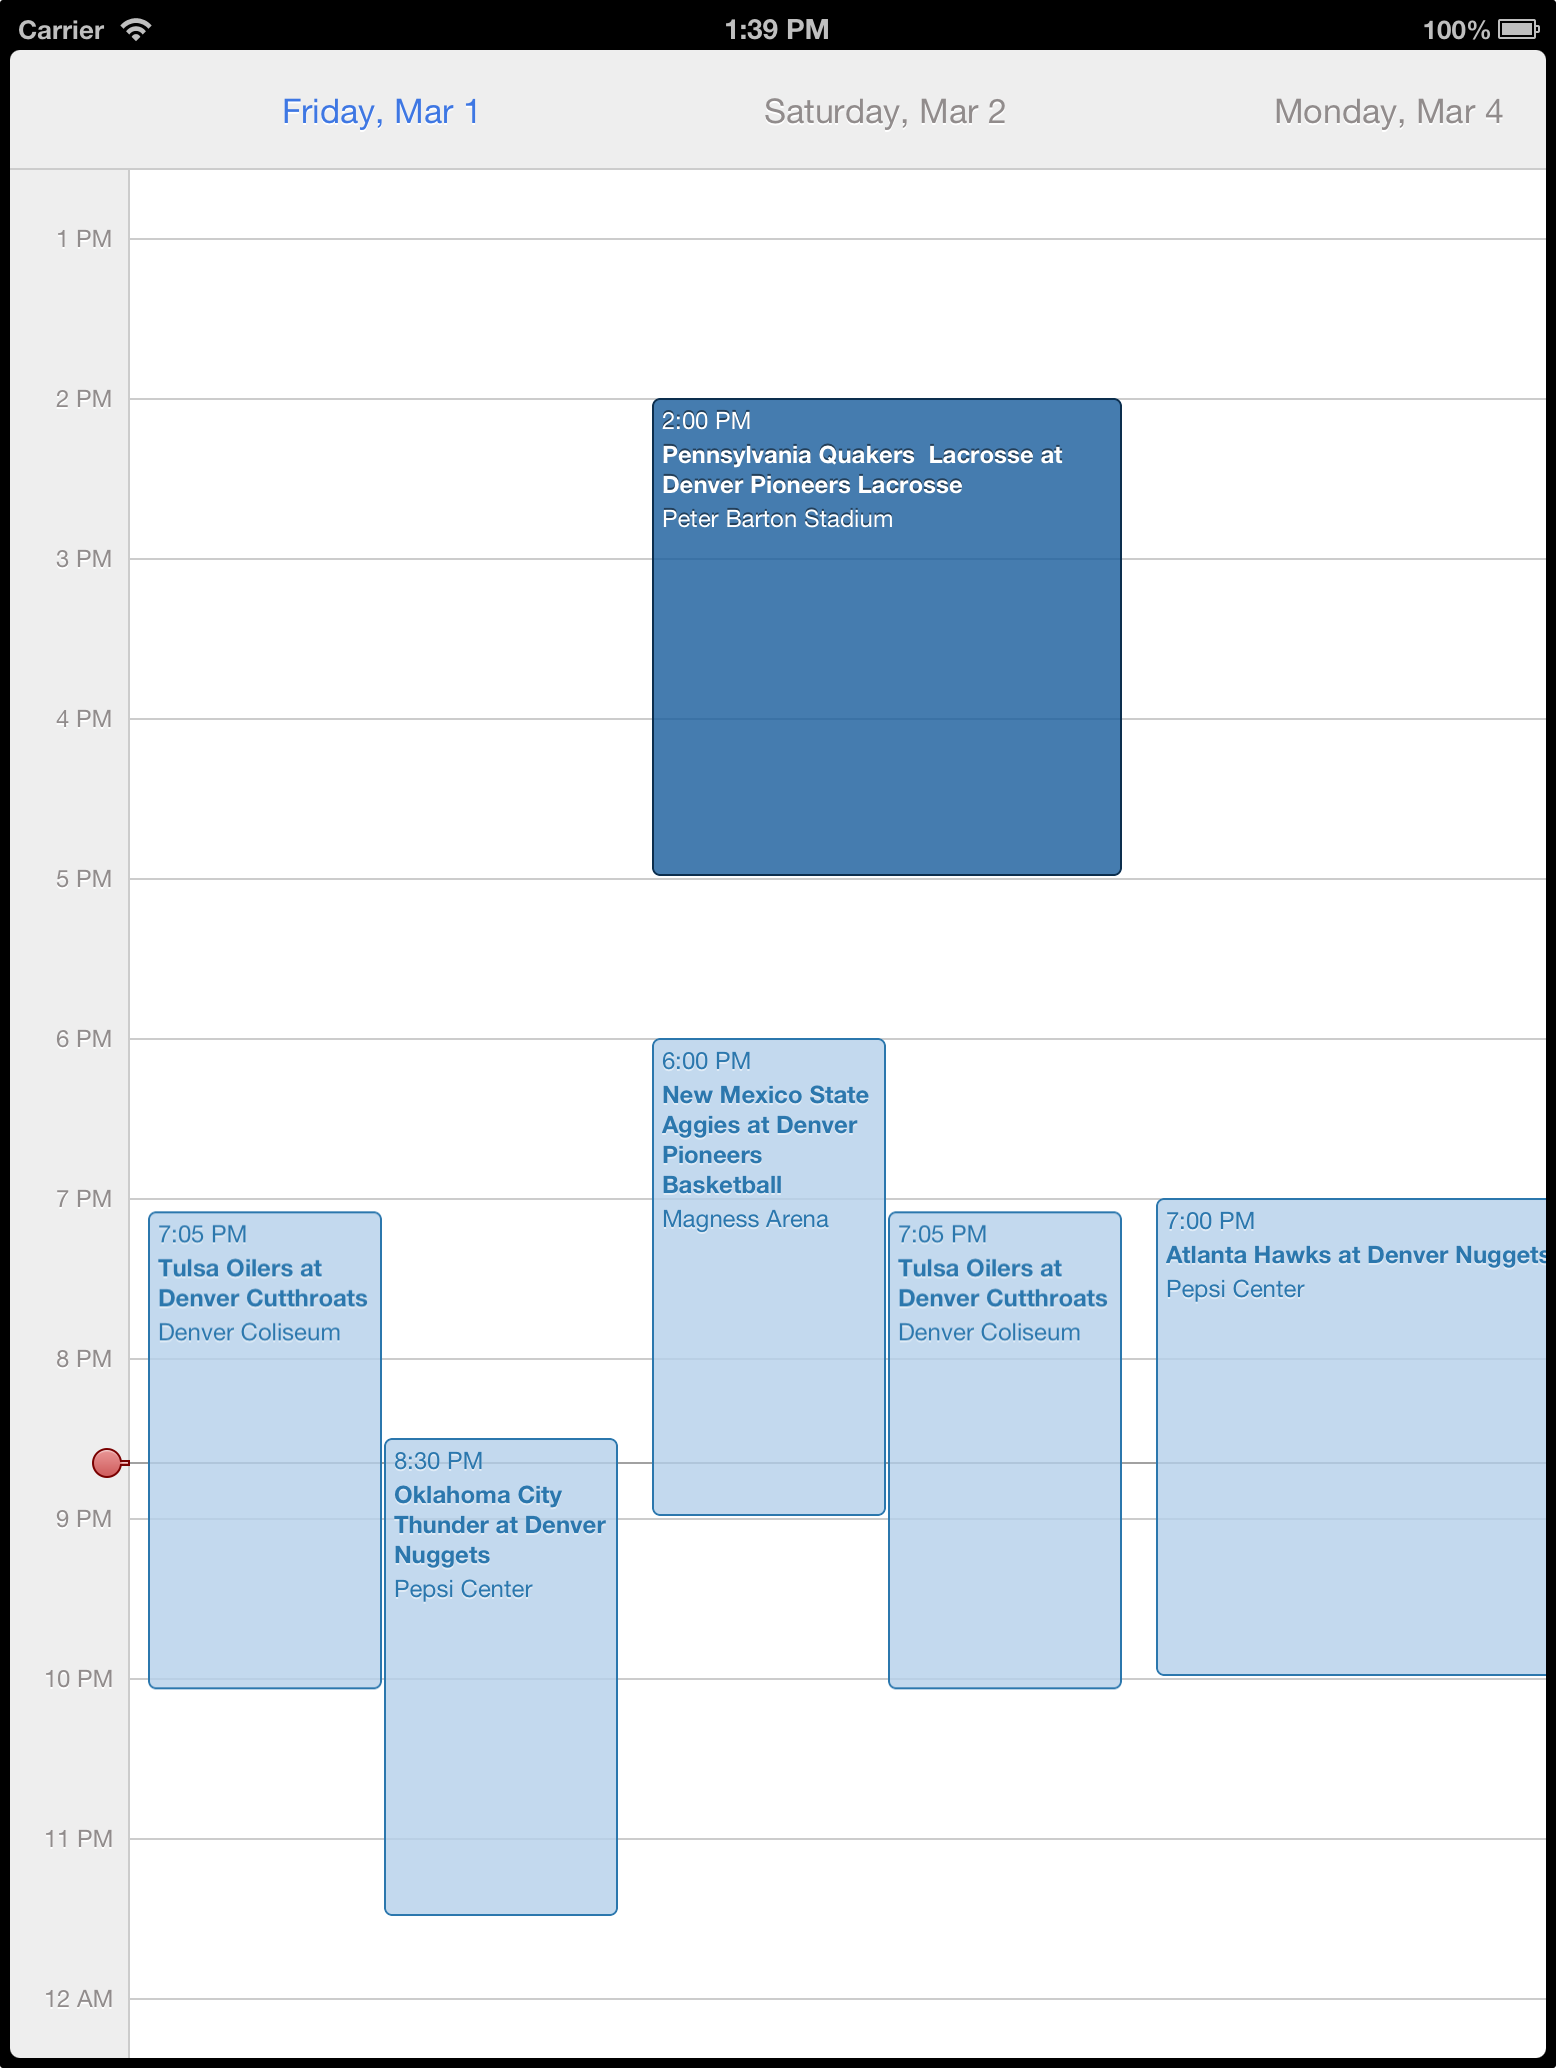 Carrier 1:39 PM 100%
Friday, Mar 1 Saturday, Mar 2 Monday, Mar 4
1 PM
2 PM
3 PM
4 PM
5 PM
6 PM
7 PM
8 PM
9 PM
10 PM
11 PM
12 AM
7:05 PM
Tulsa Oilers at
Denver Cutthroats
Denver Coliseum
8:30 PM
Oklahoma City
Thunder at Denver
Nuggets
Pepsi Center
2:00 PM
Pennsylvania Quakers  Lacrosse at
Denver Pioneers Lacrosse
Peter Barton Stadium
6:00 PM
New Mexico State
Aggies at Denver
Pioneers
Basketball
Magness Arena
7:05 PM
Tulsa Oilers at
Denver Cutthroats
Denver Coliseum
7:00 PM
Atlanta Hawks at Denver Nuggets
Pepsi Center